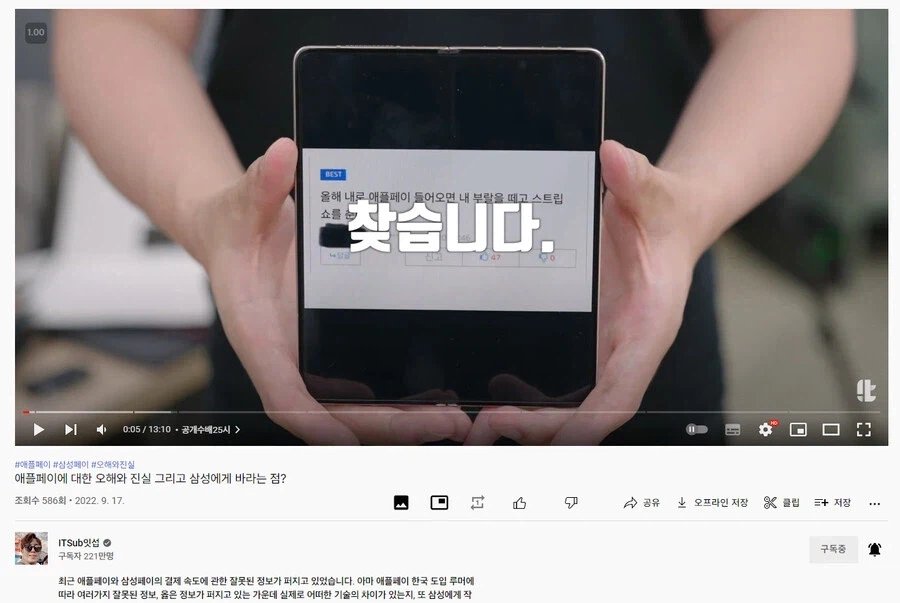 1.00
BEST
올해 내로 애플페이 들어오면 내 부랄을 떼고 스트립
쇼를
찾습니다.
신고
47
0
0:05 / 13:10 • 공개수배25시
HD
#애플페이 #삼성페이 #오해와진실
애플페이에 대한 오해와 진실 그리고 삼성에게 바라는 점?
조회수 586회 • 2022. 9. 17.
공유
오프라인 저장
클립
저장
ITSub잇섭
구독자 221만명
구독중
최근 애플페이와 삼성페이의 결제 속도에 관한 잘못된 정보가 퍼지고 있었습니다. 아마 애플페이 한국 도입 루머에
따라 여러가지 잘못된 정보, 옳은 정보가 퍼지고 있는 가운데 실제로 어떠한 기술의 차이가 있는지, 또 삼성에게 작